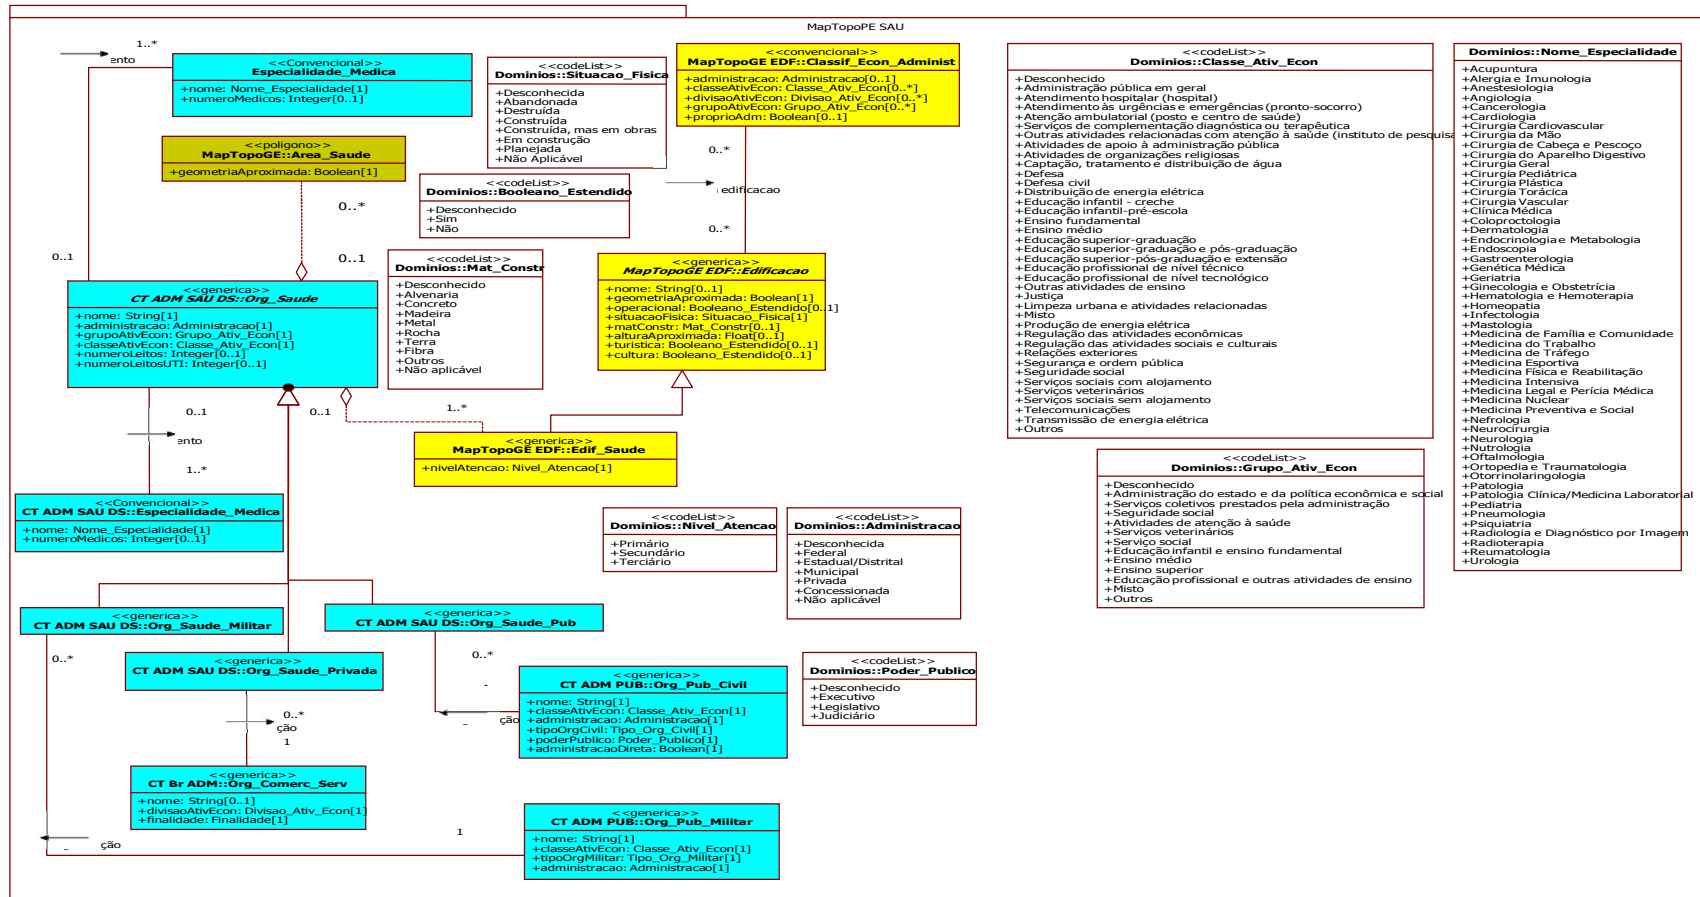 MapTopoPE SAU
1..*
ento
<<Convencional>>
Especialidade_Medica
+nome: Nome_Especialidade[1]
+numeroMedicos: Integer[0..1]
<<codeList>>
Dominios::Situacao_Fisica
+Desconhecida
+Abandonada
+Destruída
+Construída
+Construída, mas em obras
+Em construção
+Planejada
+Não Aplicável
<<convencional>>
MapTopoGE EDF::Classif_Econ_Administ
+administracao: Administracao[0..1]
+classeAtivEcon: Classe_Ativ_Econ[0..*]
+divisaoAtivEcon: Divisao_Ativ_Econ[0..*]
+grupoAtivEcon: Grupo_Ativ_Econ[0..*]
+proprioAdm: Boolean[0..1]
<<codeList>>
Dominios::Classe_Ativ_Econ
+Desconhecido
+Administração pública em geral
+Atendimento hospitalar (hospital)
+Atendimento às urgências e emergências (pronto-socorro)
+Atenção ambulatorial (posto e centro de saúde)
+Serviços de complementação diagnóstica ou terapêutica
+Outras atividades relacionadas com atenção à saúde (instituto de pesquisa
+Atividades de apoio à administração pública
+Atividades de organizações religiosas
+Captação, tratamento e distribuição de água
+Defesa
+Defesa civil
+Distribuição de energia elétrica
+Educação infantil - creche
+Educação infantil-pré-escola
+Ensino fundamental
+Ensino médio
+Educação superior-graduação
+Educação superior-graduação e pós-graduação
+Educação superior-pós-graduação e extensão
+Educação profissional de nível técnico
+Educação profissional de nível tecnológico
+Outras atividades de ensino
+Justiça
+Limpeza urbana e atividades relacionadas
+Misto
+Produção de energia elétrica
+Regulação das atividades econômicas
+Regulação das atividades sociais e culturais
+Relações exteriores
+Segurança e ordem pública
+Seguridade social
+Serviços sociais com alojamento
+Serviços veterinários
+Serviços sociais sem alojamento
+Telecomunicações
+Transmissão de energia elétrica
+Outros
Dominios::Nome_Especialidade
+Acupuntura
+Alergia e Imunologia
+Anestesiologia
+Angiologia
+Cancerologia
+Cardiologia
+Cirurgia Cardiovascular
+Cirurgia da Mão
+Cirurgia de Cabeça e Pescoço
+Cirurgia do Aparelho Digestivo
+Cirurgia Geral
+Cirurgia Pediátrica
+Cirurgia Plástica
+Cirurgia Torácica
+Cirurgia Vascular
+Clínica Médica
+Coloproctologia
+Dermatologia
+Endocrinologia e Metabologia
+Endoscopia
+Gastroenterologia
+Genética Médica
+Geriatria
+Ginecologia e Obstetrícia
+Hematologia e Hemoterapia
+Homeopatia
+Infectologia
+Mastologia
+Medicina de Família e Comunidade
+Medicina do Trabalho
+Medicina de Tráfego
+Medicina Esportiva
+Medicina Física e Reabilitação
+Medicina Intensiva
+Medicina Legal e Perícia Médica
+Medicina Nuclear
+Medicina Preventiva e Social
+Nefrologia
+Neurocirurgia
+Neurologia
+Nutrologia
+Oftalmologia
+Ortopedia e Traumatologia
+Otorrinolaringologia
+Patologia
+Patologia Clínica/Medicina Laboratorial
+Pediatria
+Pneumologia
+Psiquiatria
+Radiologia e Diagnóstico por Imagem
+Radioterapia
+Reumatologia
+Urologia
<<poligono>>
MapTopoGE::Area_Saude
+geometriaAproximada: Boolean[1]
0..*
0..1
0..1
<<codeList>>
Dominios::Booleano_Estendido
+Desconhecido
+Sim
+Não
0..*
edificacao
0..*
<<codeList>>
Dominios::Mat_Constr
+Desconhecido
+Alvenaria
+Concreto
+Madeira
+Metal
+Rocha
+Terra
+Fibra
+Outros
+Não aplicável
<<generica>>
MapTopoGE EDF::Edificacao
+nome: String[0..1]
+geometriaAproximada: Boolean[1]
+operacional: Booleano_Estendido[0..1]
+situacaoFisica: Situacao_Fisica[1]
+matConstr: Mat_Constr[0..1]
+alturaAproximada: Float[0..1]
+turistica: Booleano_Estendido[0..1]
+cultura: Booleano_Estendido[0..1]
<<generica>>
CT ADM SAU DS::Org_Saude
+nome: String[1]
+administracao: Administracao[1]
+grupoAtivEcon: Grupo_Ativ_Econ[1]
+classeAtivEcon: Classe_Ativ_Econ[1]
+numeroLeitos: Integer[0..1]
+numeroLeitosUTI: Integer[0..1]
0..1
0..1
1..*
ento
1..*
<<generica>>
MapTopoGE EDF::Edif_Saude
+nivelAtencao: Nivel_Atencao[1]
<<codeList>>
Dominios::Grupo_Ativ_Econ
+Desconhecido
+Administração do estado e da política econômica e social
+Serviços coletivos prestados pela administração
+Seguridade social
+Atividades de atenção à saúde
+Serviços veterinários
+Serviço social
+Educação infantil e ensino fundamental
+Ensino médio
+Ensino superior
+Educação profissional e outras atividades de ensino
+Misto
+Outros
<<Convencional>>
CT ADM SAU DS::Especialidade_Medica
+nome: Nome_Especialidade[1]
+numeroMedicos: Integer[0..1]
<<codeList>>
Dominios::Nivel_Atencao
+Primário
+Secundário
+Terciário
<<codeList>>
Dominios::Administracao
+Desconhecida
+Federal
+Estadual/Distrital
+Municipal
+Privada
+Concessionada
+Não aplicável
<<generica>>
CT ADM SAU DS::Org_Saude_Militar
<<generica>>
CT ADM SAU DS::Org_Saude_Pub
0..*
<<generica>>
CT ADM SAU DS::Org_Saude_Privada
0..*
<<codeList>>
Dominios::Poder_Publico
+Desconhecido
+Executivo
+Legislativo
+Judiciário
<<generica>>
CT ADM PUB::Org_Pub_Civil
+nome: String[1]
+classeAtivEcon: Classe_Ativ_Econ[1]
+administracao: Administracao[1]
+tipoOrgCivil: Tipo_Org_Civil[1]
+poderPublico: Poder_Publico[1]
+administracaoDireta: Boolean[1]
ção
0..*
ção
1
<<generica>>
CT Br ADM::Org_Comerc_Serv
+nome: String[0..1]
+divisaoAtivEcon: Divisao_Ativ_Econ[1]
+finalidade: Finalidade[1]
ção
1
<<generica>>
CT ADM PUB::Org_Pub_Militar
+nome: String[1]
+classeAtivEcon: Classe_Ativ_Econ[1]
+tipoOrgMilitar: Tipo_Org_Militar[1]
+administracao: Administracao[1]